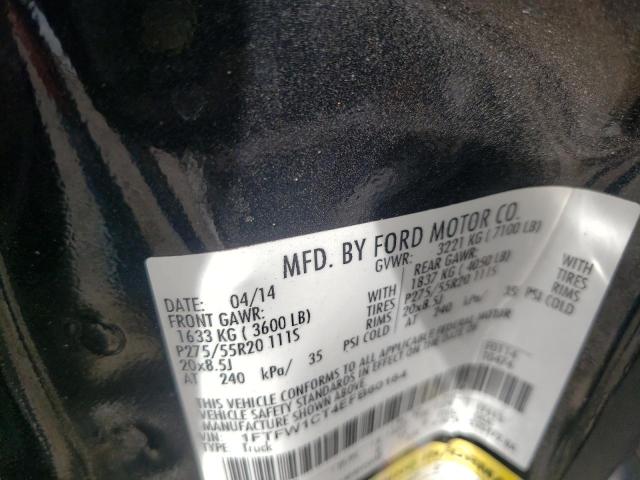 MFD. BY FORD MOTOR CO.
DATE: 04/14
GVWR: 3221 KG ( 7100 LB)
FRONT GAWR:
1633 KG ( 3600 LB)
WITH
P275/55R20 111S
TIRES
20x8.5J
RIMS
AT 240 kPa/ 35 PSI COLD
REAR GAWR:
1837 KG ( 4050 LB)
WITH
P275/55R20 111S
TIRES
20x8.5J
RIMS
AT 240 kPa/ 35 PSI COLD
THIS VEHICLE CONFORMS TO ALL APPLICABLE FEDERAL MOTOR
VEHICLE SAFETY STANDARDS IN EFFECT ON THE DATE OF
VIN:
TYPE: Truck